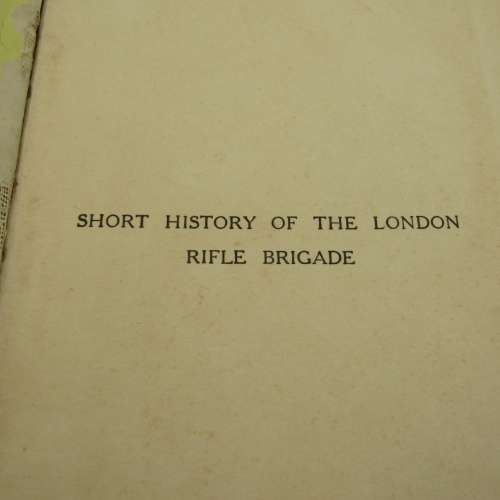 SHORT HISTORY OF THE LONDON
RIFLE BRIGADE